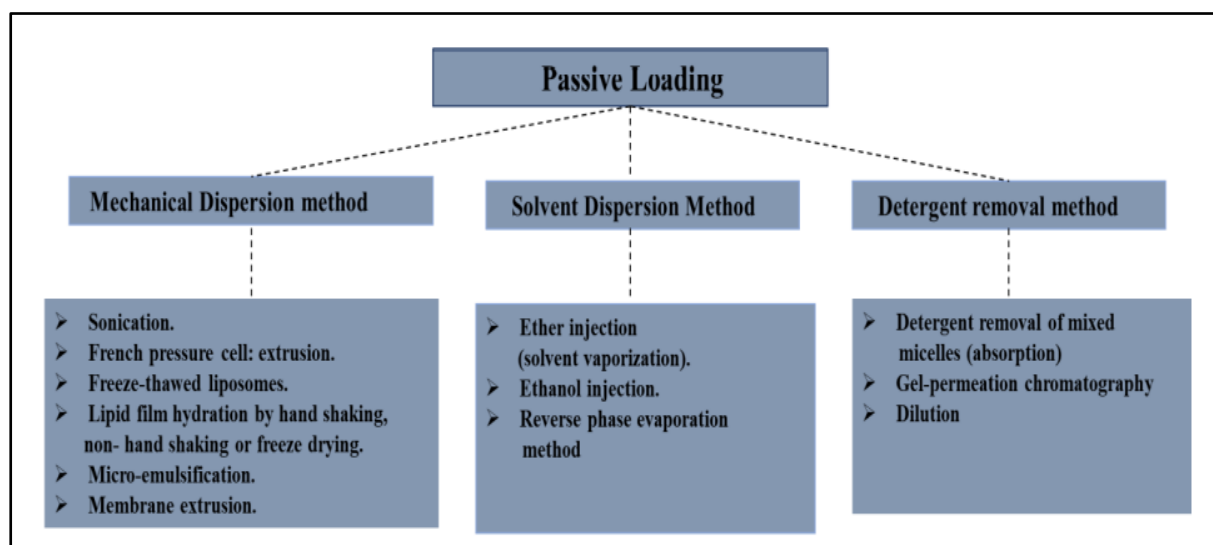 Passive Loading
Mechanical Dispersion method
Solvent Dispersion Method
Detergent removal method
➢ Sonication.
➢ French pressure cell: extrusion.
➢ Freeze-thawed liposomes.
➢ Lipid film hydration by hand shaking,
non- hand shaking or freeze drying.
➢ Micro-emulsification.
➢ Membrane extrusion.
➢ Ether injection
(solvent vaporization).
➢ Ethanol injection.
➢ Reverse phase evaporation
method
➢ Detergent removal of mixed
micelles (absorption)
➢ Gel-permeation chromatography
➢ Dilution